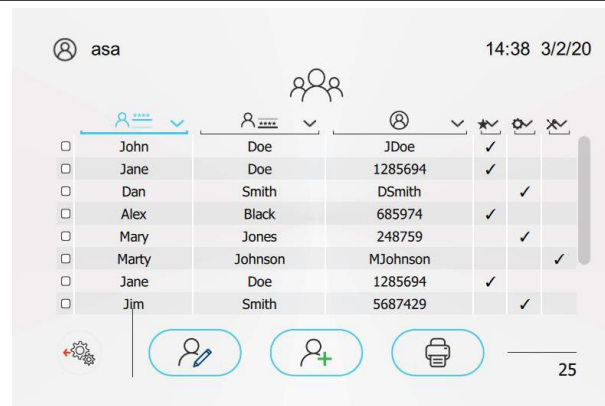 asa 14:38 3/2/20
John Doe JDoe ✓
Jane Doe 1285694 ✓
Dan Smith DSmith ✓
Alex Black 685974 ✓
Mary Jones 248759 ✓
Marty Johnson MJohnson ✓
Jane Doe 1285694 ✓
Jim Smith 5687429 ✓
25